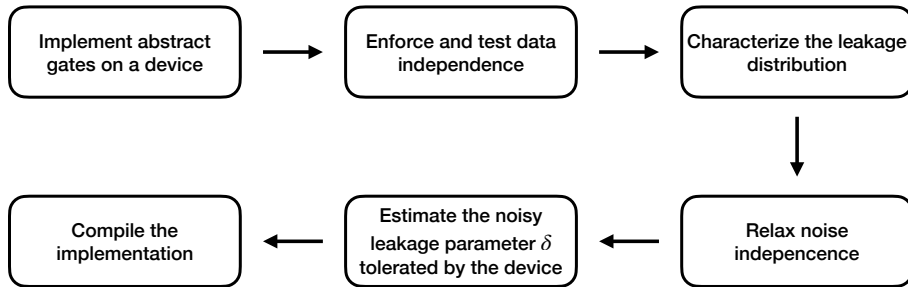 Implement abstract
gates on a device
Enforce and test data
independence
Characterize the leakage
distribution
Relax noise
indepencence
Estimate the noisy
leakage parameter δ
tolerated by the device
Compile the
implementation